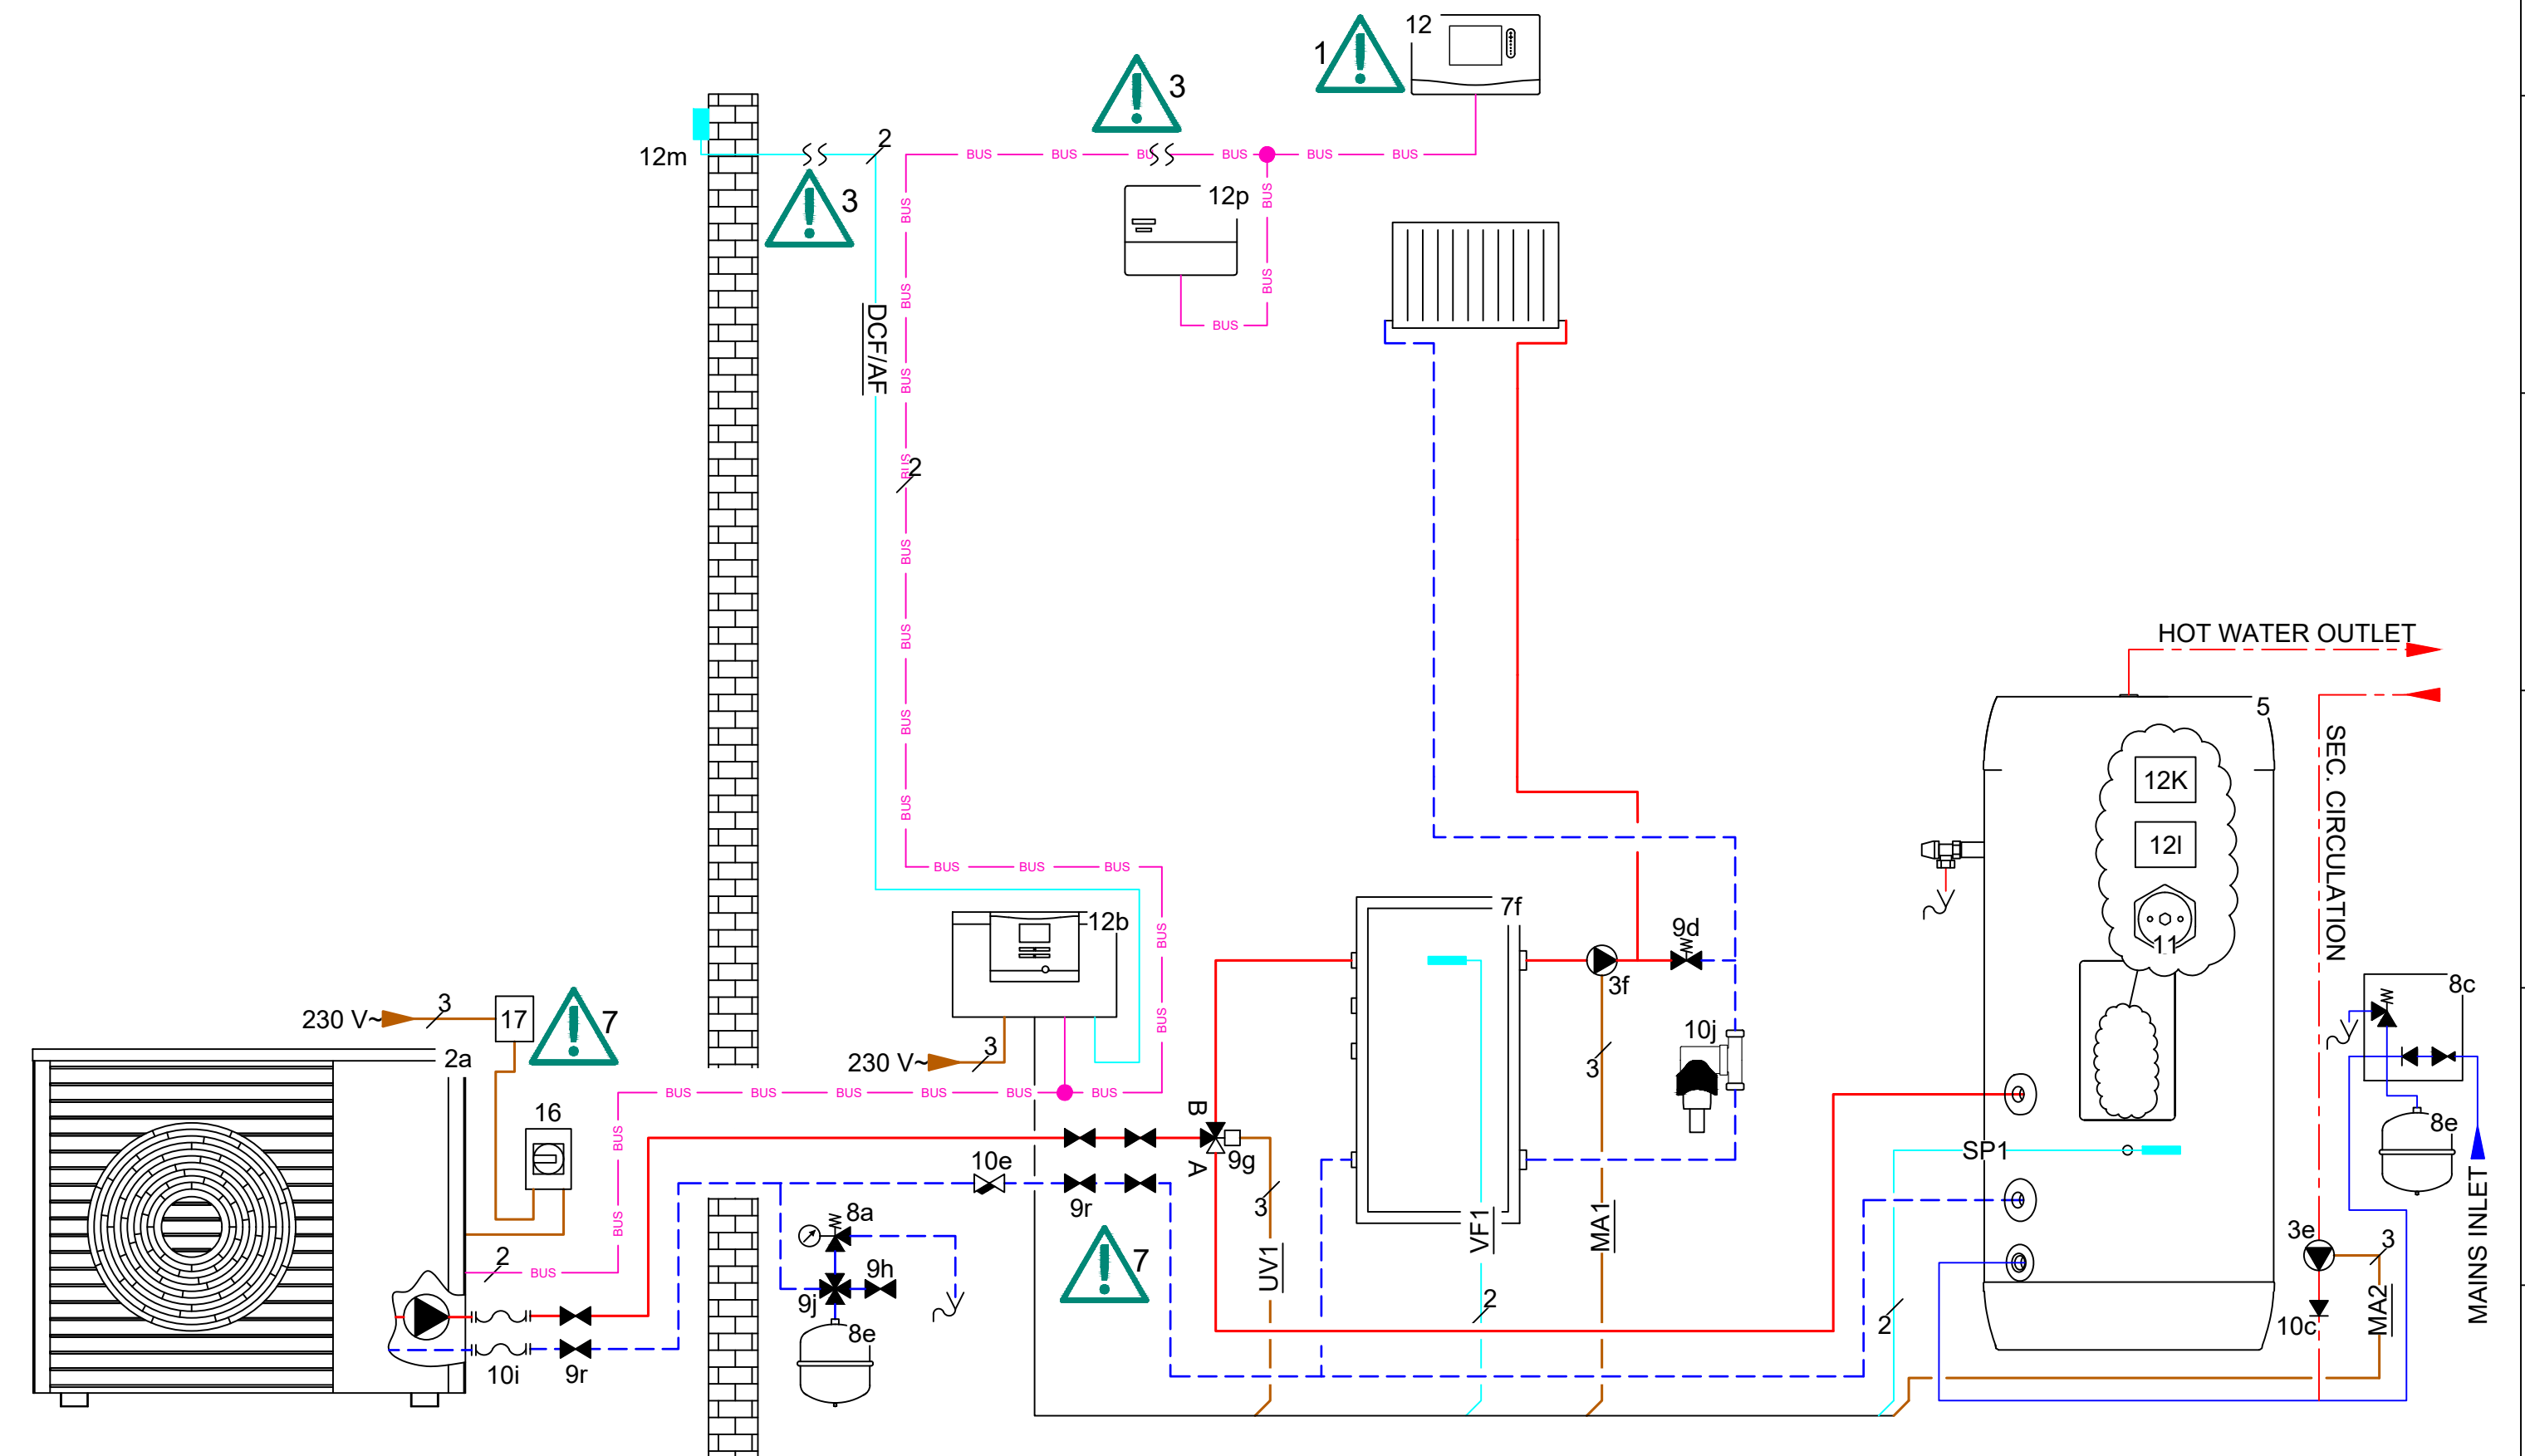 12
1
3
2
12m
BUS
BUS
BUS
BUS
BUS
BUS
12p
3
BUS
BUS
BUS
BUS
BUS
DCF/AF
BUS
BUS
2
BUS
BUS
BUS
BUS
HOT WATER OUTLET
5
SEC. CIRCULATION
12K
12l
11
BUS
BUS
BUS
BUS
12b
7f
9d
3f
8c
3
230 V~
17
7
2a
230 V~
3
BUS
10j
3
BUS
BUS
BUS
BUS
BUS
BUS
16
B
A
9g
BUS
BUS
10e
9r
SP1
8e
MAINS INLET
8a
9h
9j
8e
7
3
UV1
VF1
2
MA1
2
BUS
10i
9r
2
3e
3
10c
MA2